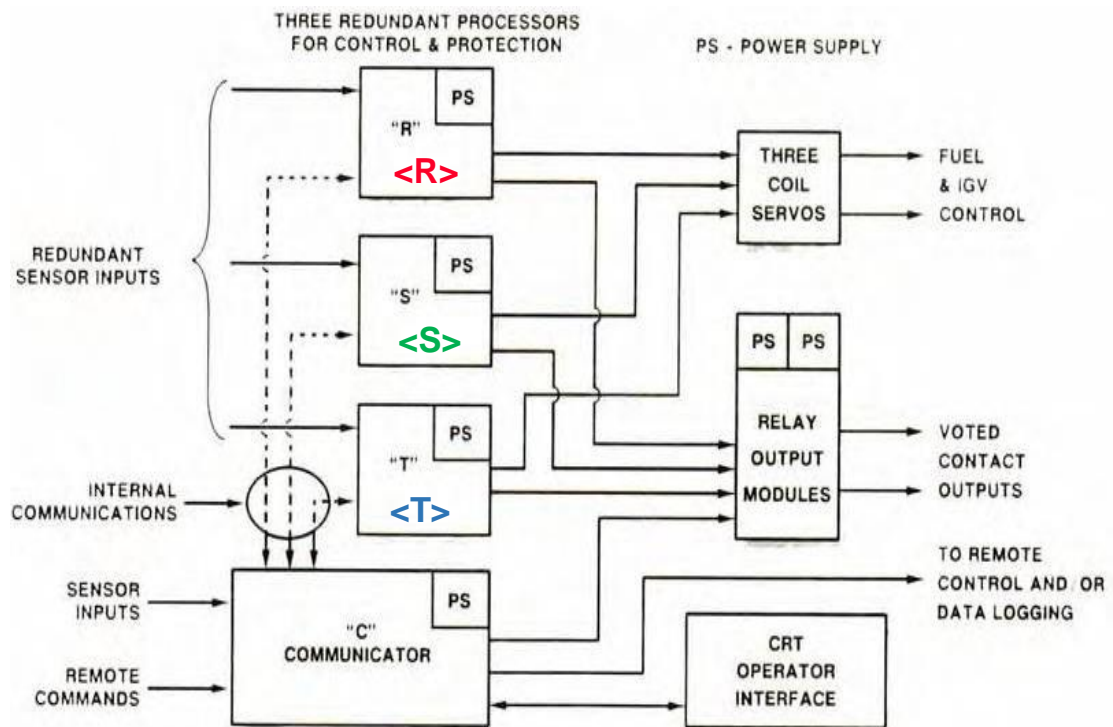 THREE REDUNDANT PROCESSORS
FOR CONTROL & PROTECTION
PS - POWER SUPPLY
PS
"R"
<R>
THREE
COIL
SERVOS
FUEL
& IGV
CONTROL
REDUNDANT
SENSOR INPUTS
PS
"S"
<S>
PS
PS
RELAY
OUTPUT
MODULES
VOTED
CONTACT
OUTPUTS
PS
"T"
<T>
INTERNAL
COMMUNICATIONS
SENSOR
INPUTS
REMOTE
COMMANDS
PS
"C"
COMMUNICATOR
TO REMOTE
CONTROL AND/OR
DATA LOGGING
CRT
OPERATOR
INTERFACE